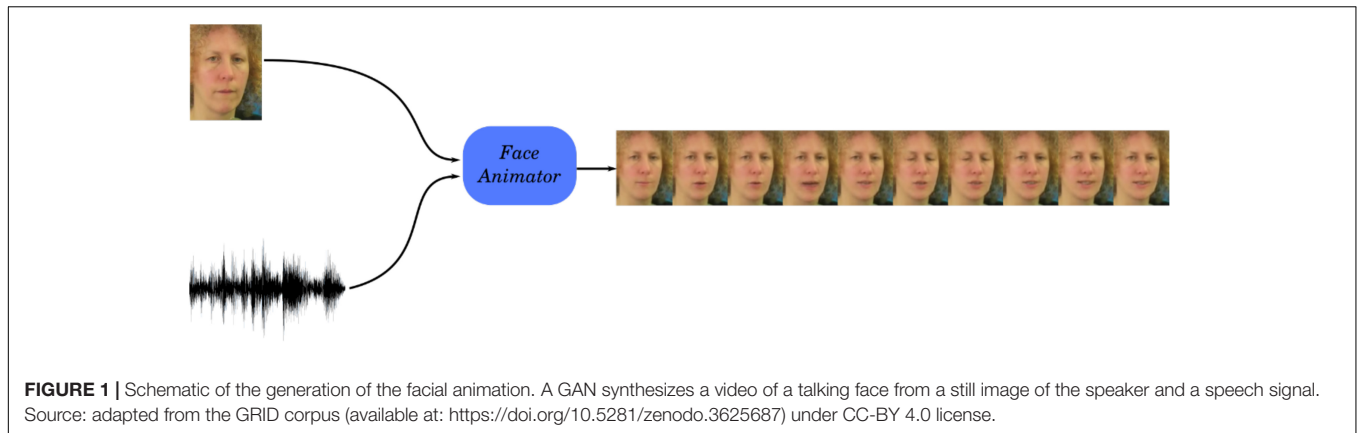 Face
Animator
FIGURE 1 | Schematic of the generation of the facial animation. A GAN synthesizes a video of a talking face from a still image of the speaker and a speech signal.
Source: adapted from the GRID corpus (available at: https://doi.org/10.5281/zenodo.3625687) under CC-BY 4.0 license.